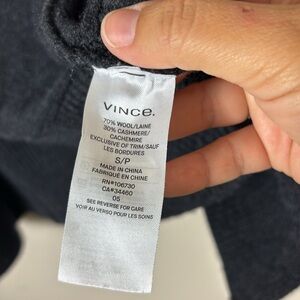 VINCE.
70% WOOL/LAINE
30% CASHMERE/
CACHEMIRE
EXCLUSIVE OF TRIM/SAUF
LES BORDURES
S/P
MADE IN CHINA
FABRIQUÉ EN CHINE
RN#106730
CA#34460
05
SEE REVERSE FOR CARE
VOIR AU VERSO POUR LES SOINS